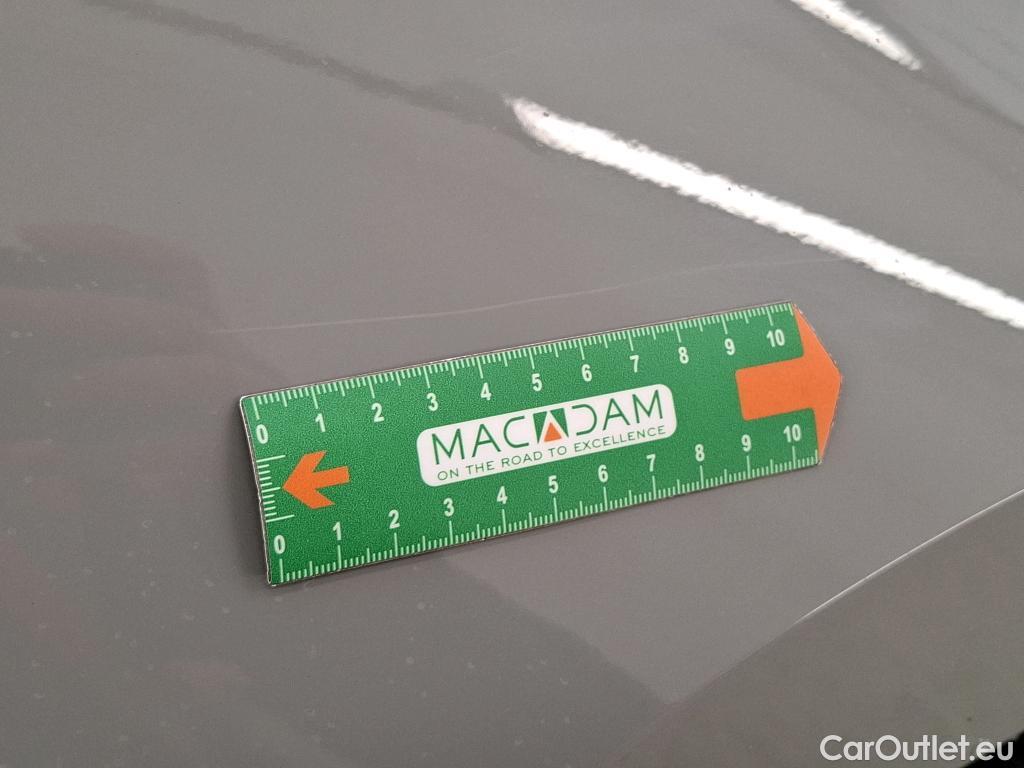 0 1 2 3 4 5 6 7 8 9 10
MACADAM
ON THE ROAD TO EXCELLENCE
0 1 2 3 4 5 6 7 8 9 10
CarOutlet.eu